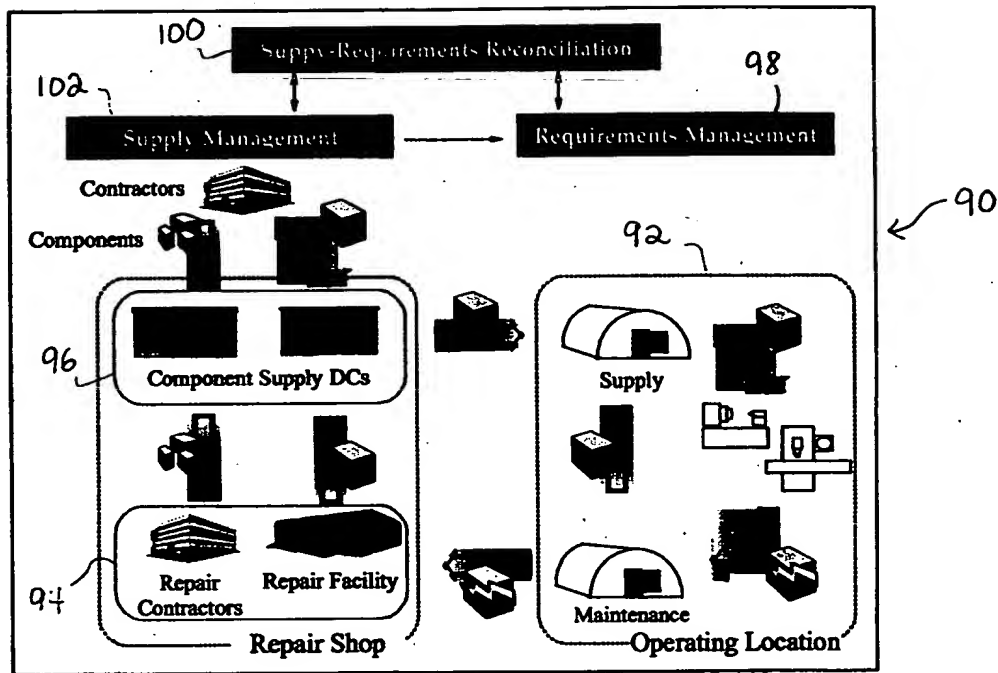 100
Suppy-Requirements Reconciliation
102
98
Supply Management
Requirements Management
Contractors
Components
90
92
96
Component Supply DCs
Supply
94
Repair
Contractors
Repair Facility
Maintenance
Repair Shop
Operating Location